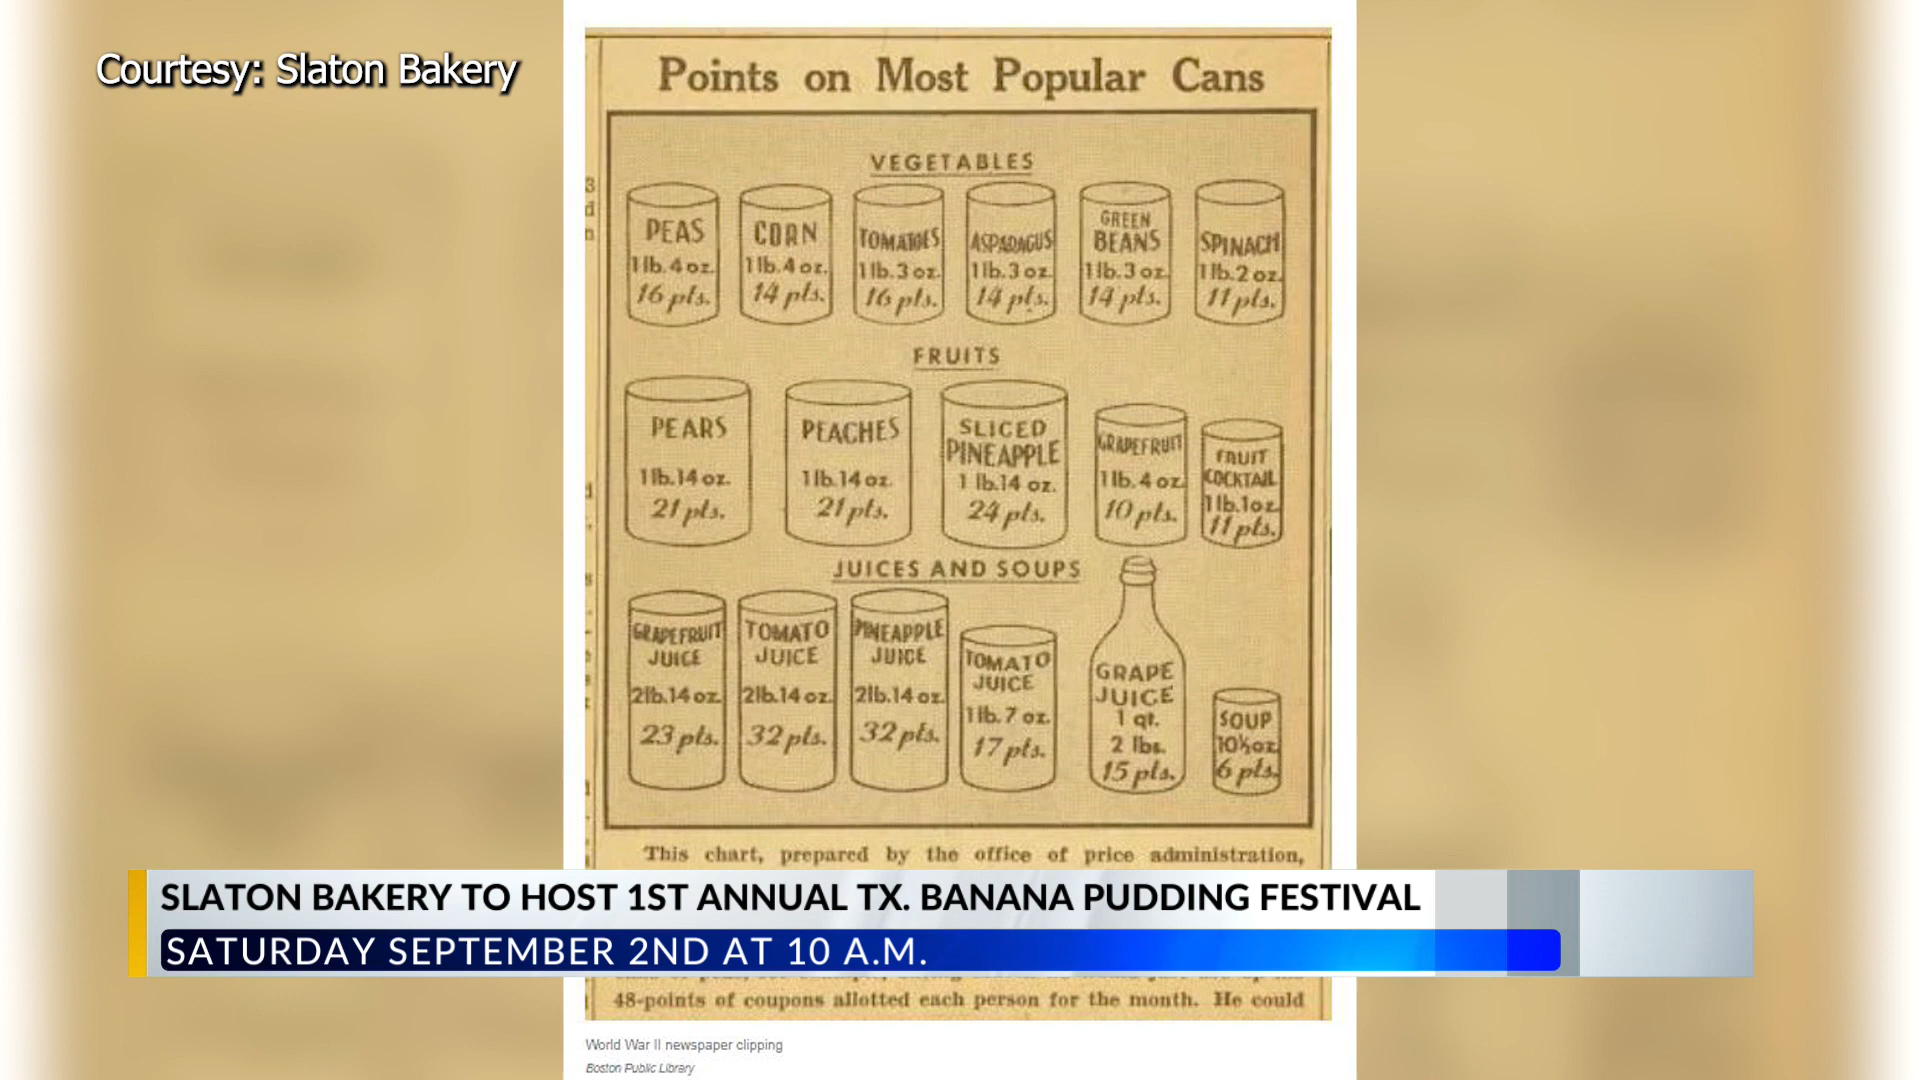 Courtesy: Slaton Bakery
Points on Most Popular Cans
VEGETABLES
PEAS
1 lb. 4 oz.
16 pts.
CORN
1 lb. 4 oz.
14 pts.
TOMATOES
1 lb. 3 oz.
16 pts.
ASPARAGUS
1 lb. 3 oz.
14 pts.
GREEN
BEANS
1 lb. 3 oz.
14 pts.
SPINACH
1 lb. 2 oz.
11 pts.
FRUITS
PEARS
1 lb. 14 oz.
21 pts.
PEACHES
1 lb. 14 oz.
21 pts.
SLICED
PINEAPPLE
1 lb. 14 oz.
24 pts.
GRAPEFRUIT
1 lb. 4 oz.
10 pts.
FRUIT
COCKTAIL
1 lb. 1 oz.
11 pts.
JUICES AND SOUPS
GRAPEFRUIT
JUICE
2 lb. 14 oz.
23 pts.
TOMATO
JUICE
2 lb. 14 oz.
32 pts.
PINEAPPLE
JUICE
2 lb. 14 oz.
32 pts.
TOMATO
JUICE
1 lb. 7 oz.
17 pts.
GRAPE
JUICE
1 qt.
2 lbs.
15 pts.
SOUP
10½ oz.
6 pts.
This chart, prepared by the office of price administration,
SLATON BAKERY TO HOST 1ST ANNUAL TX. BANANA PUDDING FESTIVAL
SATURDAY SEPTEMBER 2ND AT 10 A.M.
48-points of coupons allotted each person for the month. He could
World War II newspaper clipping
Boston Public Library